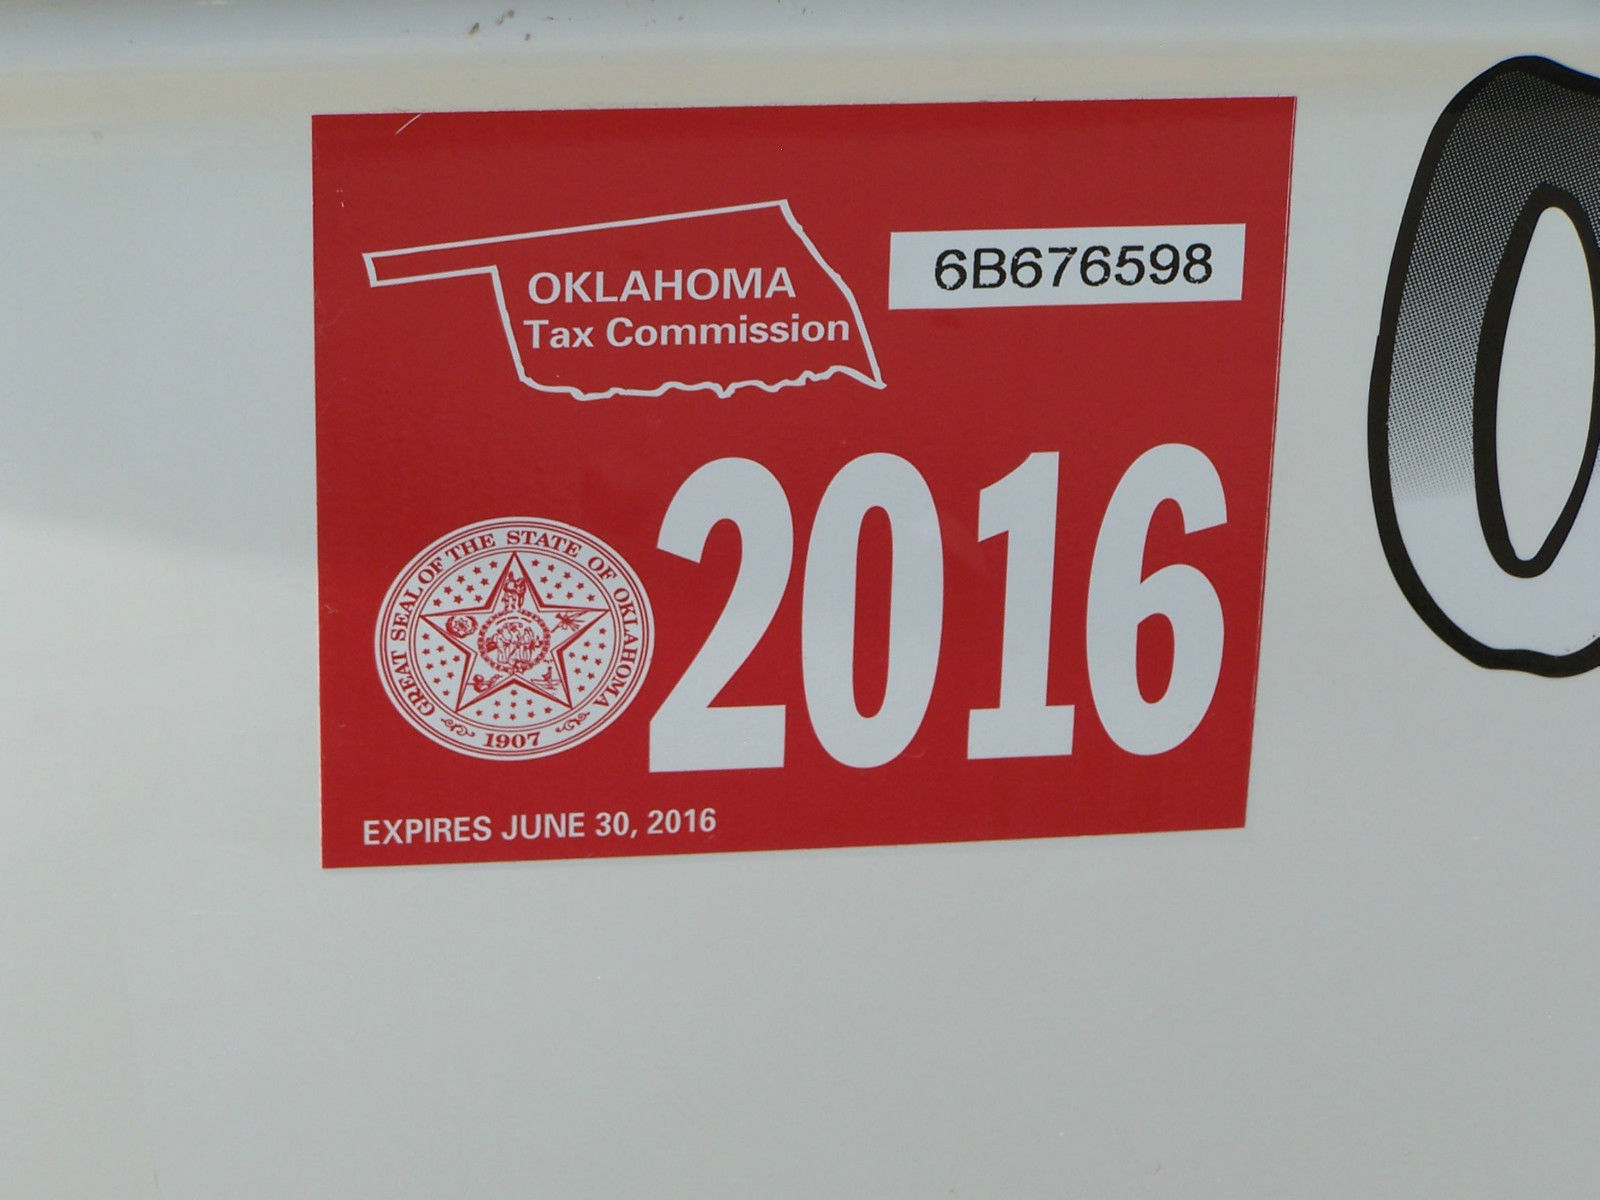 OKLAHOMA
Tax Commission
6B676598
2016
GREAT SEAL OF THE STATE OF OKLAHOMA
1907
EXPIRES JUNE 30, 2016